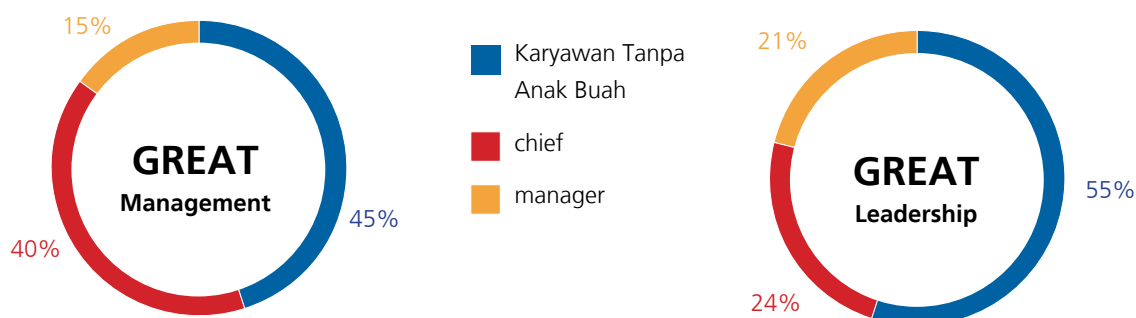 15%
GREAT
Management
45%
40%
Karyawan Tanpa
Anak Buah
chief
manager
21%
GREAT
Leadership
55%
24%